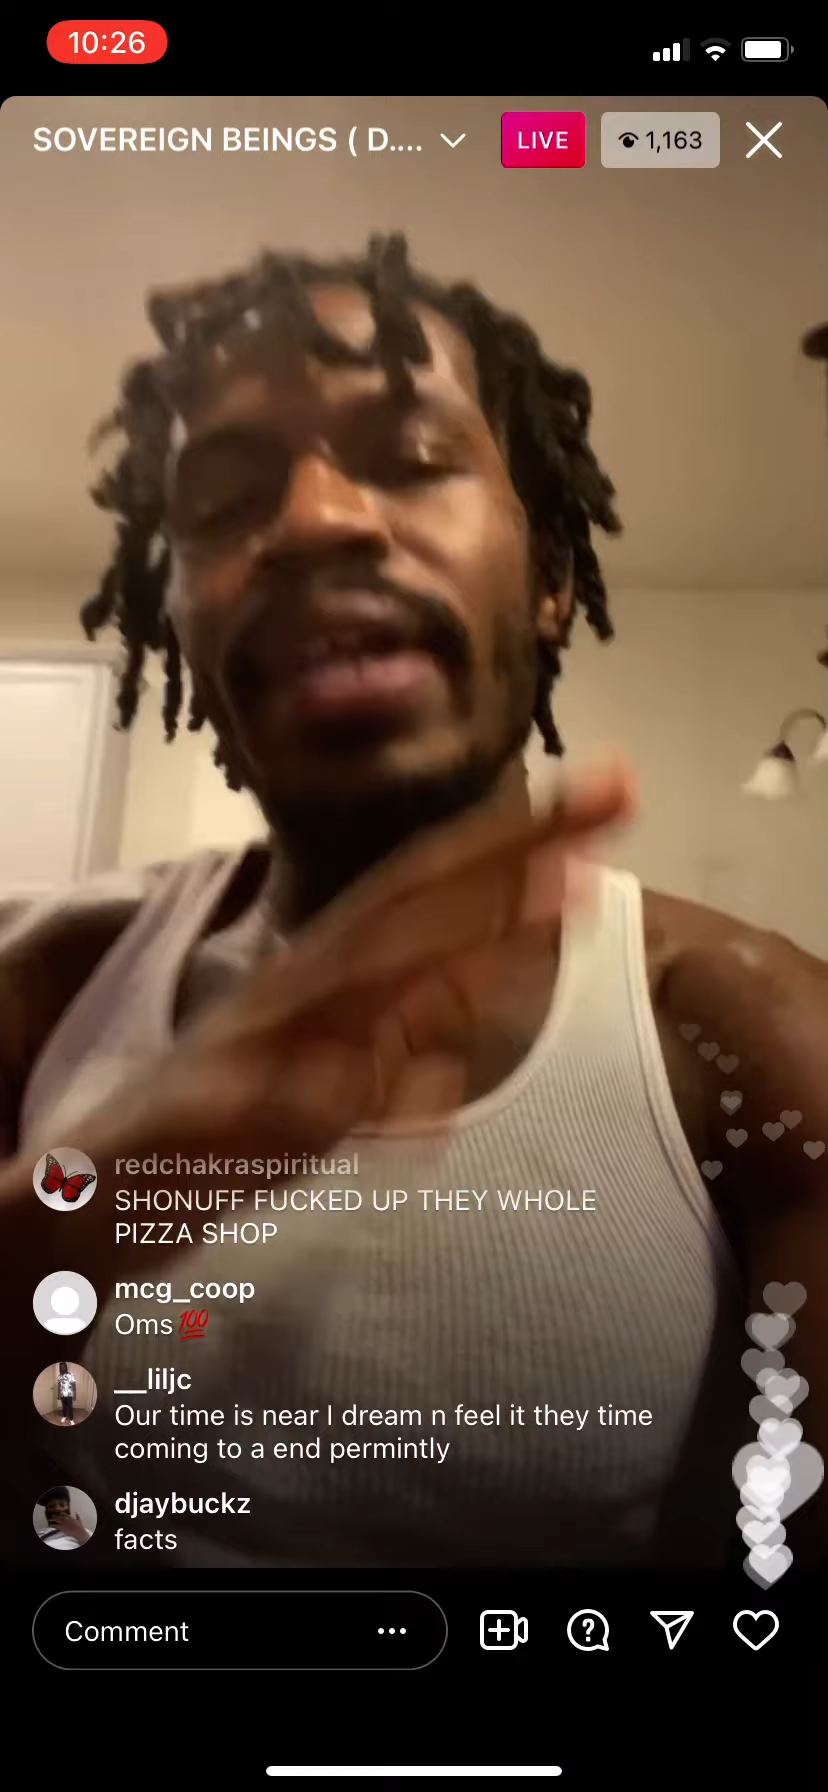 10:26
SOVEREIGN BEINGS ( D....
LIVE
1,163
redchakraspiritual
SHONUFF FUCKED UP THEY WHOLE
PIZZA SHOP
mcg_coop
Oms 💯
__liljc
Our time is near I dream n feel it they time
coming to a end permintly
djaybuckz
facts
Comment